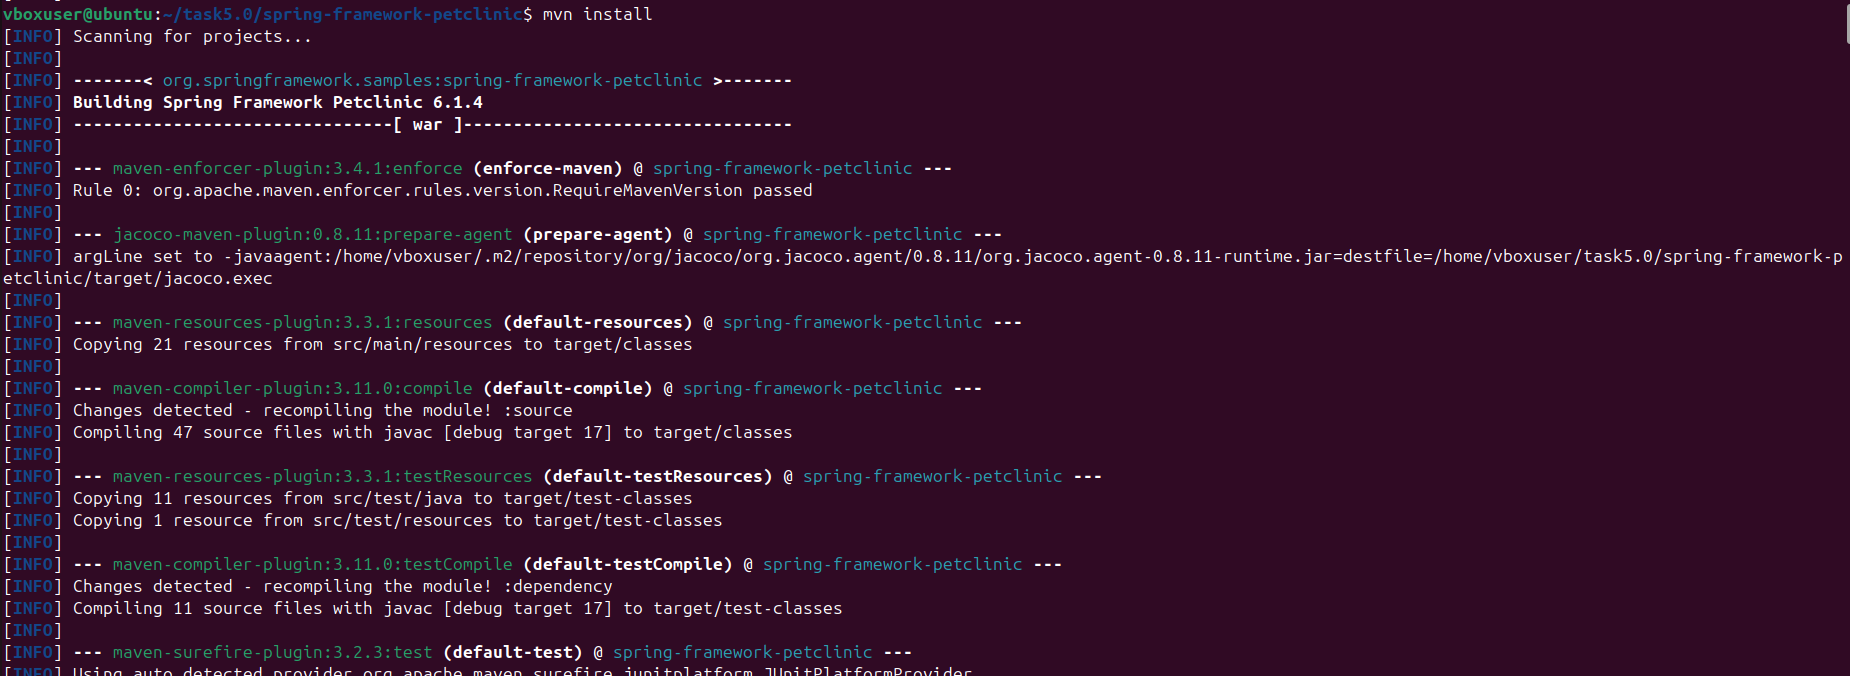 vboxuser@ubuntu:~/task5.0/spring-framework-petclinic$ mvn install
[INFO] Scanning for projects...
[INFO]
[INFO] -------< org.springframework.samples:spring-framework-petclinic >-------
[INFO] Building Spring Framework Petclinic 6.1.4
[INFO] --------------------------------[ war ]---------------------------------
[INFO]
[INFO] --- maven-enforcer-plugin:3.4.1:enforce (enforce-maven) @ spring-framework-petclinic ---
[INFO] Rule 0: org.apache.maven.enforcer.rules.version.RequireMavenVersion passed
[INFO]
[INFO] --- jacoco-maven-plugin:0.8.11:prepare-agent (prepare-agent) @ spring-framework-petclinic ---
[INFO] argLine set to -javaagent:/home/vboxuser/.m2/repository/org/jacoco/org.jacoco.agent/0.8.11/org.jacoco.agent-0.8.11-runtime.jar=destfile=/home/vboxuser/task5.0/spring-framework-p
etclinic/target/jacoco.exec
[INFO]
[INFO] --- maven-resources-plugin:3.3.1:resources (default-resources) @ spring-framework-petclinic ---
[INFO] Copying 21 resources from src/main/resources to target/classes
[INFO]
[INFO] --- maven-compiler-plugin:3.11.0:compile (default-compile) @ spring-framework-petclinic ---
[INFO] Changes detected - recompiling the module! :source
[INFO] Compiling 47 source files with javac [debug target 17] to target/classes
[INFO]
[INFO] --- maven-resources-plugin:3.3.1:testResources (default-testResources) @ spring-framework-petclinic ---
[INFO] Copying 11 resources from src/test/java to target/test-classes
[INFO] Copying 1 resource from src/test/resources to target/test-classes
[INFO]
[INFO] --- maven-compiler-plugin:3.11.0:testCompile (default-testCompile) @ spring-framework-petclinic ---
[INFO] Changes detected - recompiling the module! :dependency
[INFO] Compiling 11 source files with javac [debug target 17] to target/test-classes
[INFO]
[INFO] --- maven-surefire-plugin:3.2.3:test (default-test) @ spring-framework-petclinic ---
[INFO] Using auto detected provider org.apache.maven.surefire.junitplatform.JUnitPlatformProvider